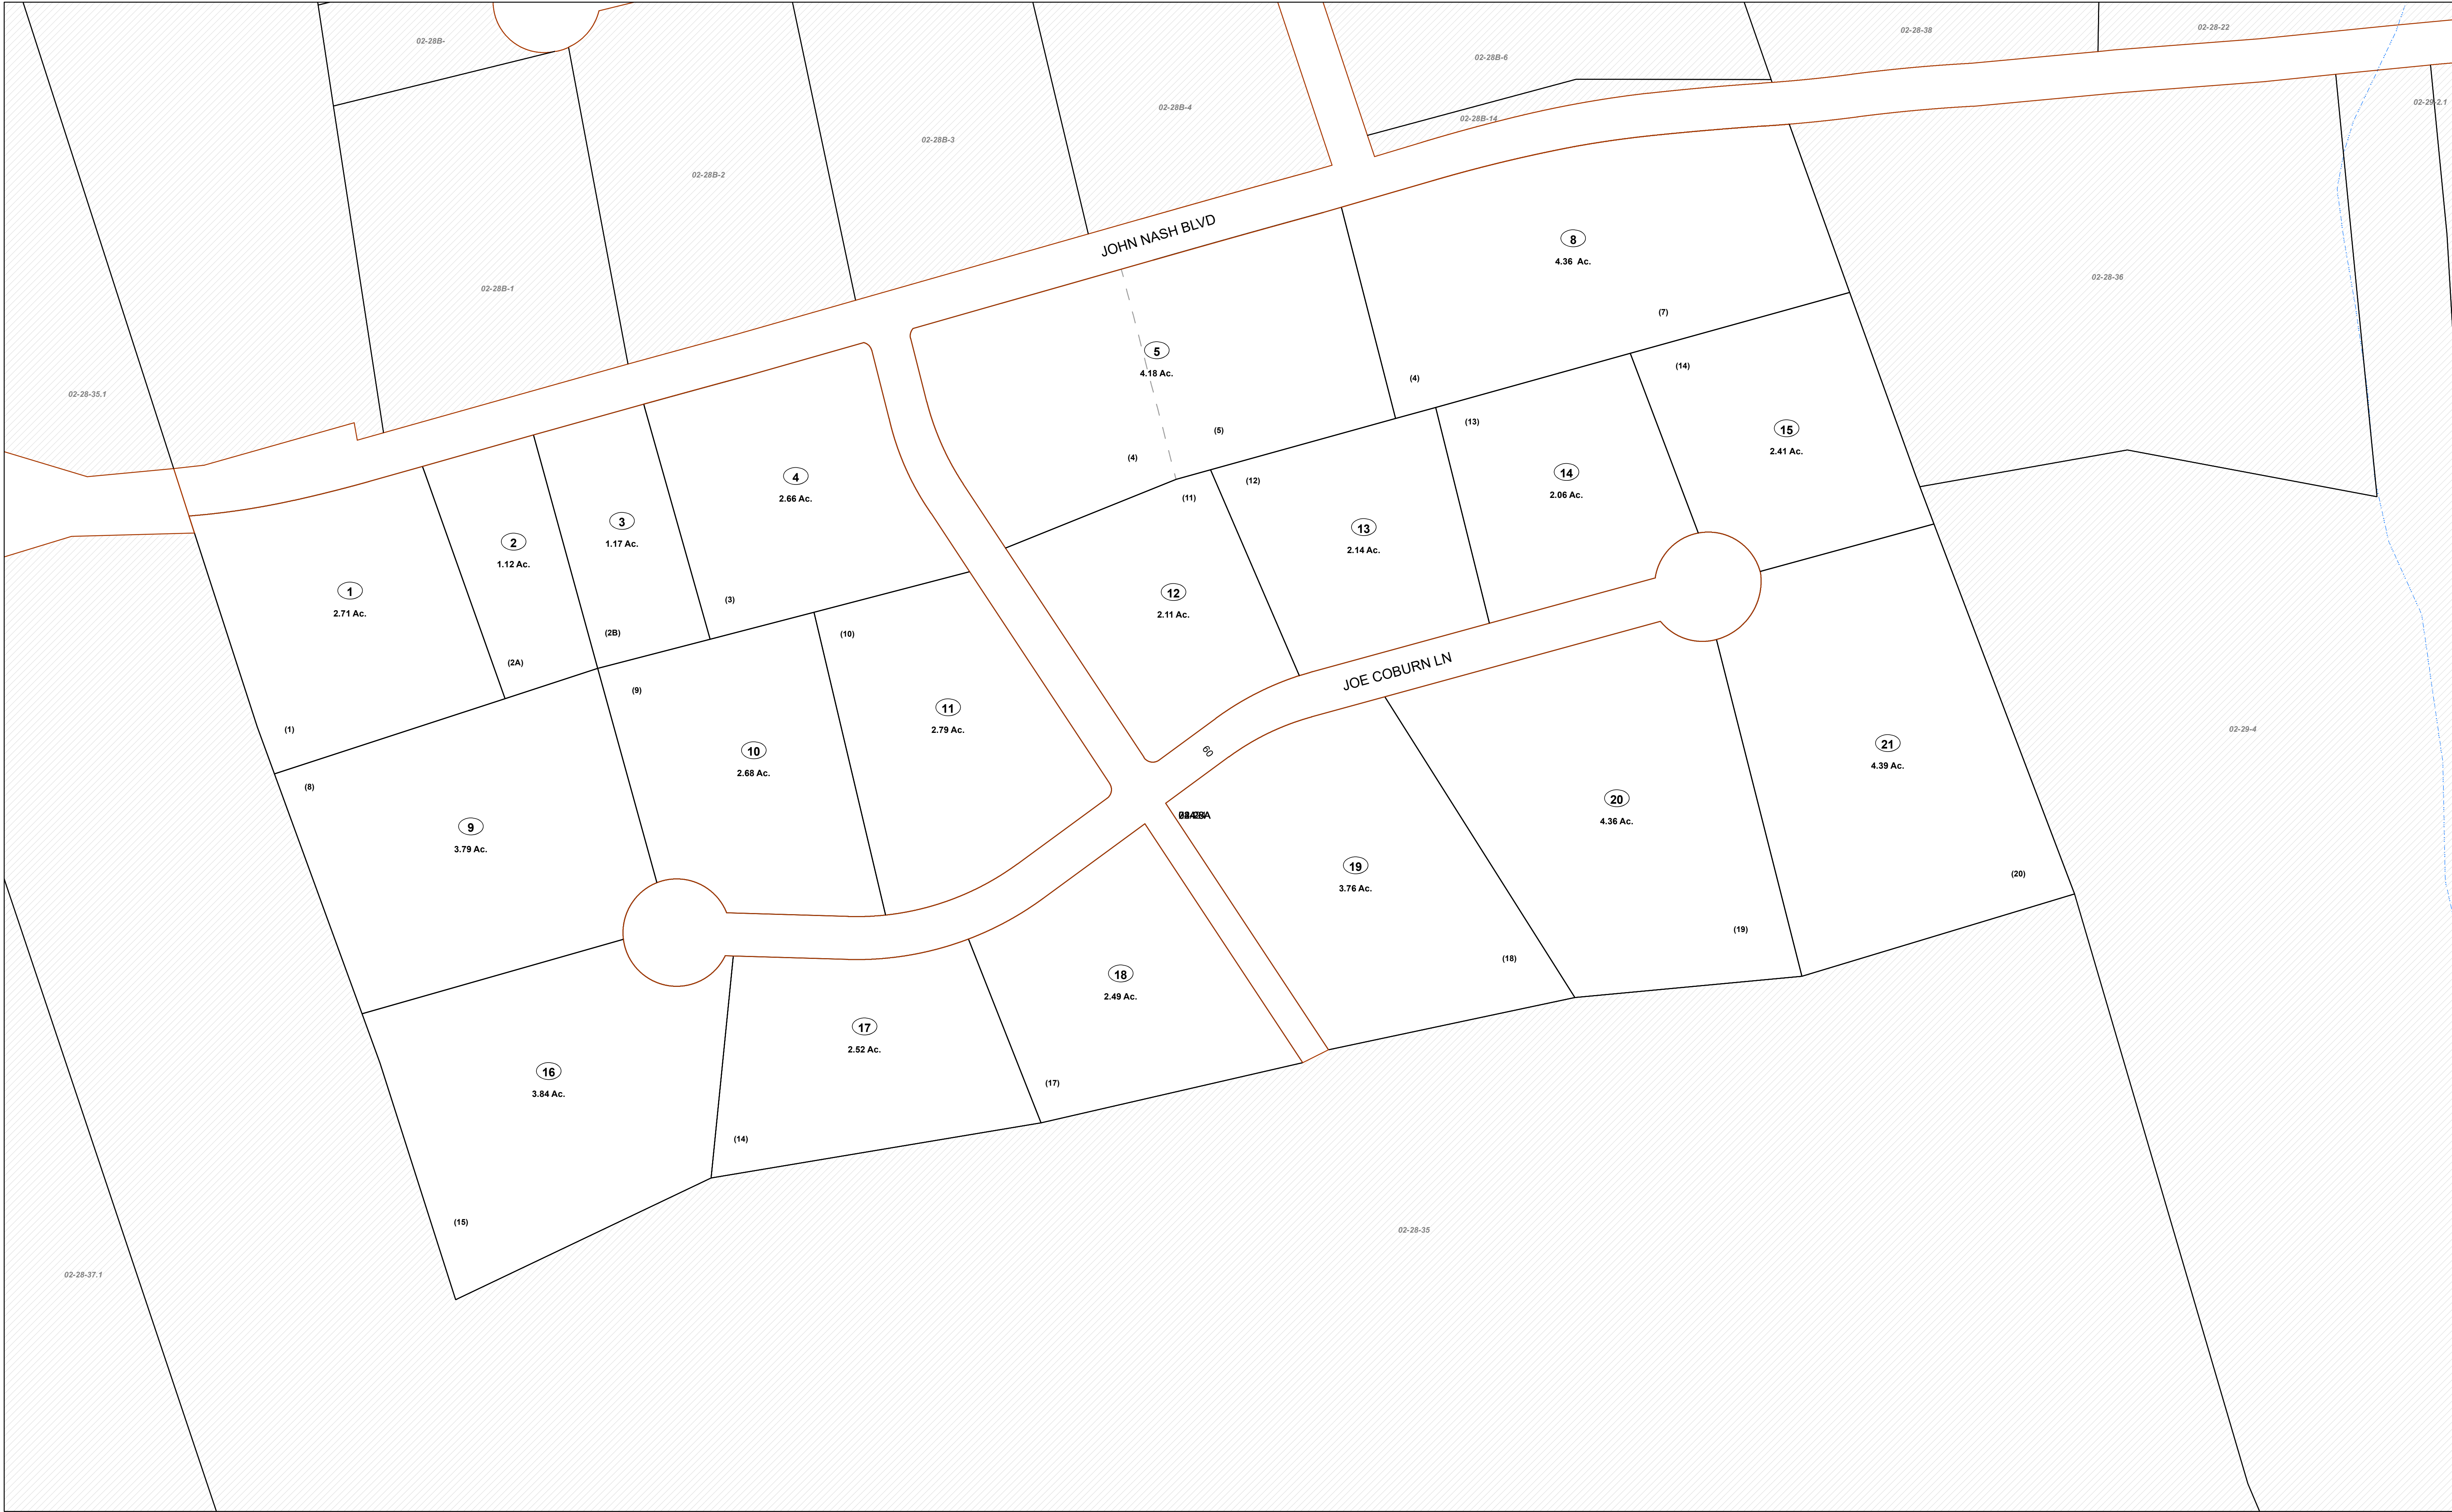 02-28B-
02-28-38
02-28-22
02-28B-6
02-29-2.1
02-28B-4
02-28B-14
02-28B-3
02-28B-2
JOHN NASH BLVD
8
4.36 Ac.
02-28-36
02-28B-1
(7)
5
4.18 Ac.
(14)
(4)
02-28-35.1
(13)
15
2.41 Ac.
(5)
(4)
4
2.66 Ac.
14
2.06 Ac.
(12)
(11)
3
1.17 Ac.
13
2.14 Ac.
2
1.12 Ac.
1
2.71 Ac.
12
2.11 Ac.
(3)
(2B)
(10)
(2A)
JOE COBURN LN
(9)
11
2.79 Ac.
(1)
02-29-4
10
2.68 Ac.
60
21
4.39 Ac.
(8)
20
4.36 Ac.
9
3.79 Ac.
19
3.76 Ac.
(20)
(19)
(18)
18
2.49 Ac.
17
2.52 Ac.
16
3.84 Ac.
(17)
(14)
(15)
02-28-35
02-28-37.1